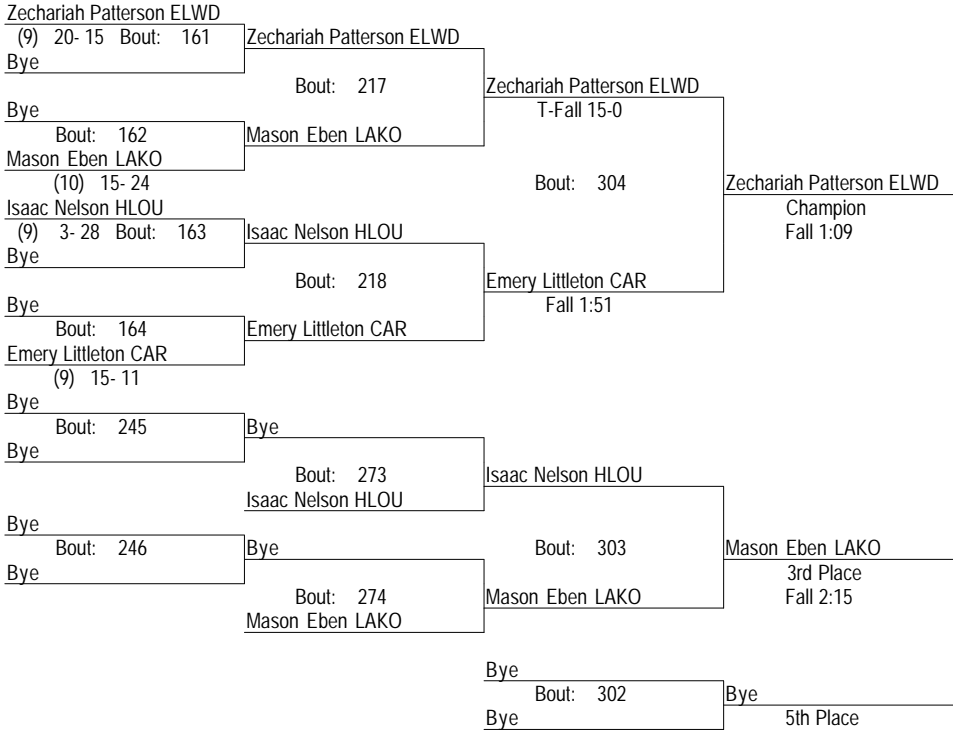 Zechariah Patterson ELWD
(9) 20- 15 Bout: 161 Zechariah Patterson ELWD
Bye
Bout: 217 Zechariah Patterson ELWD
Bye T-Fall 15-0
Bout: 162 Mason Eben LAKO
Mason Eben LAKO
(10) 15- 24 Bout: 304 Zechariah Patterson ELWD
Isaac Nelson HLOU Champion
(9) 3- 28 Bout: 163 Isaac Nelson HLOU Fall 1:09
Bye
Bout: 218 Emery Littleton CAR
Bye Fall 1:51
Bout: 164 Emery Littleton CAR
Emery Littleton CAR
(9) 15- 11
Bye
Bout: 245 Bye
Bye
Bout: 273 Isaac Nelson HLOU
Isaac Nelson HLOU
Bye
Bout: 246 Bye Bout: 303 Mason Eben LAKO
Bye 3rd Place
Bout: 274 Mason Eben LAKO Fall 2:15
Mason Eben LAKO
Bye
Bout: 302 Bye
Bye 5th Place